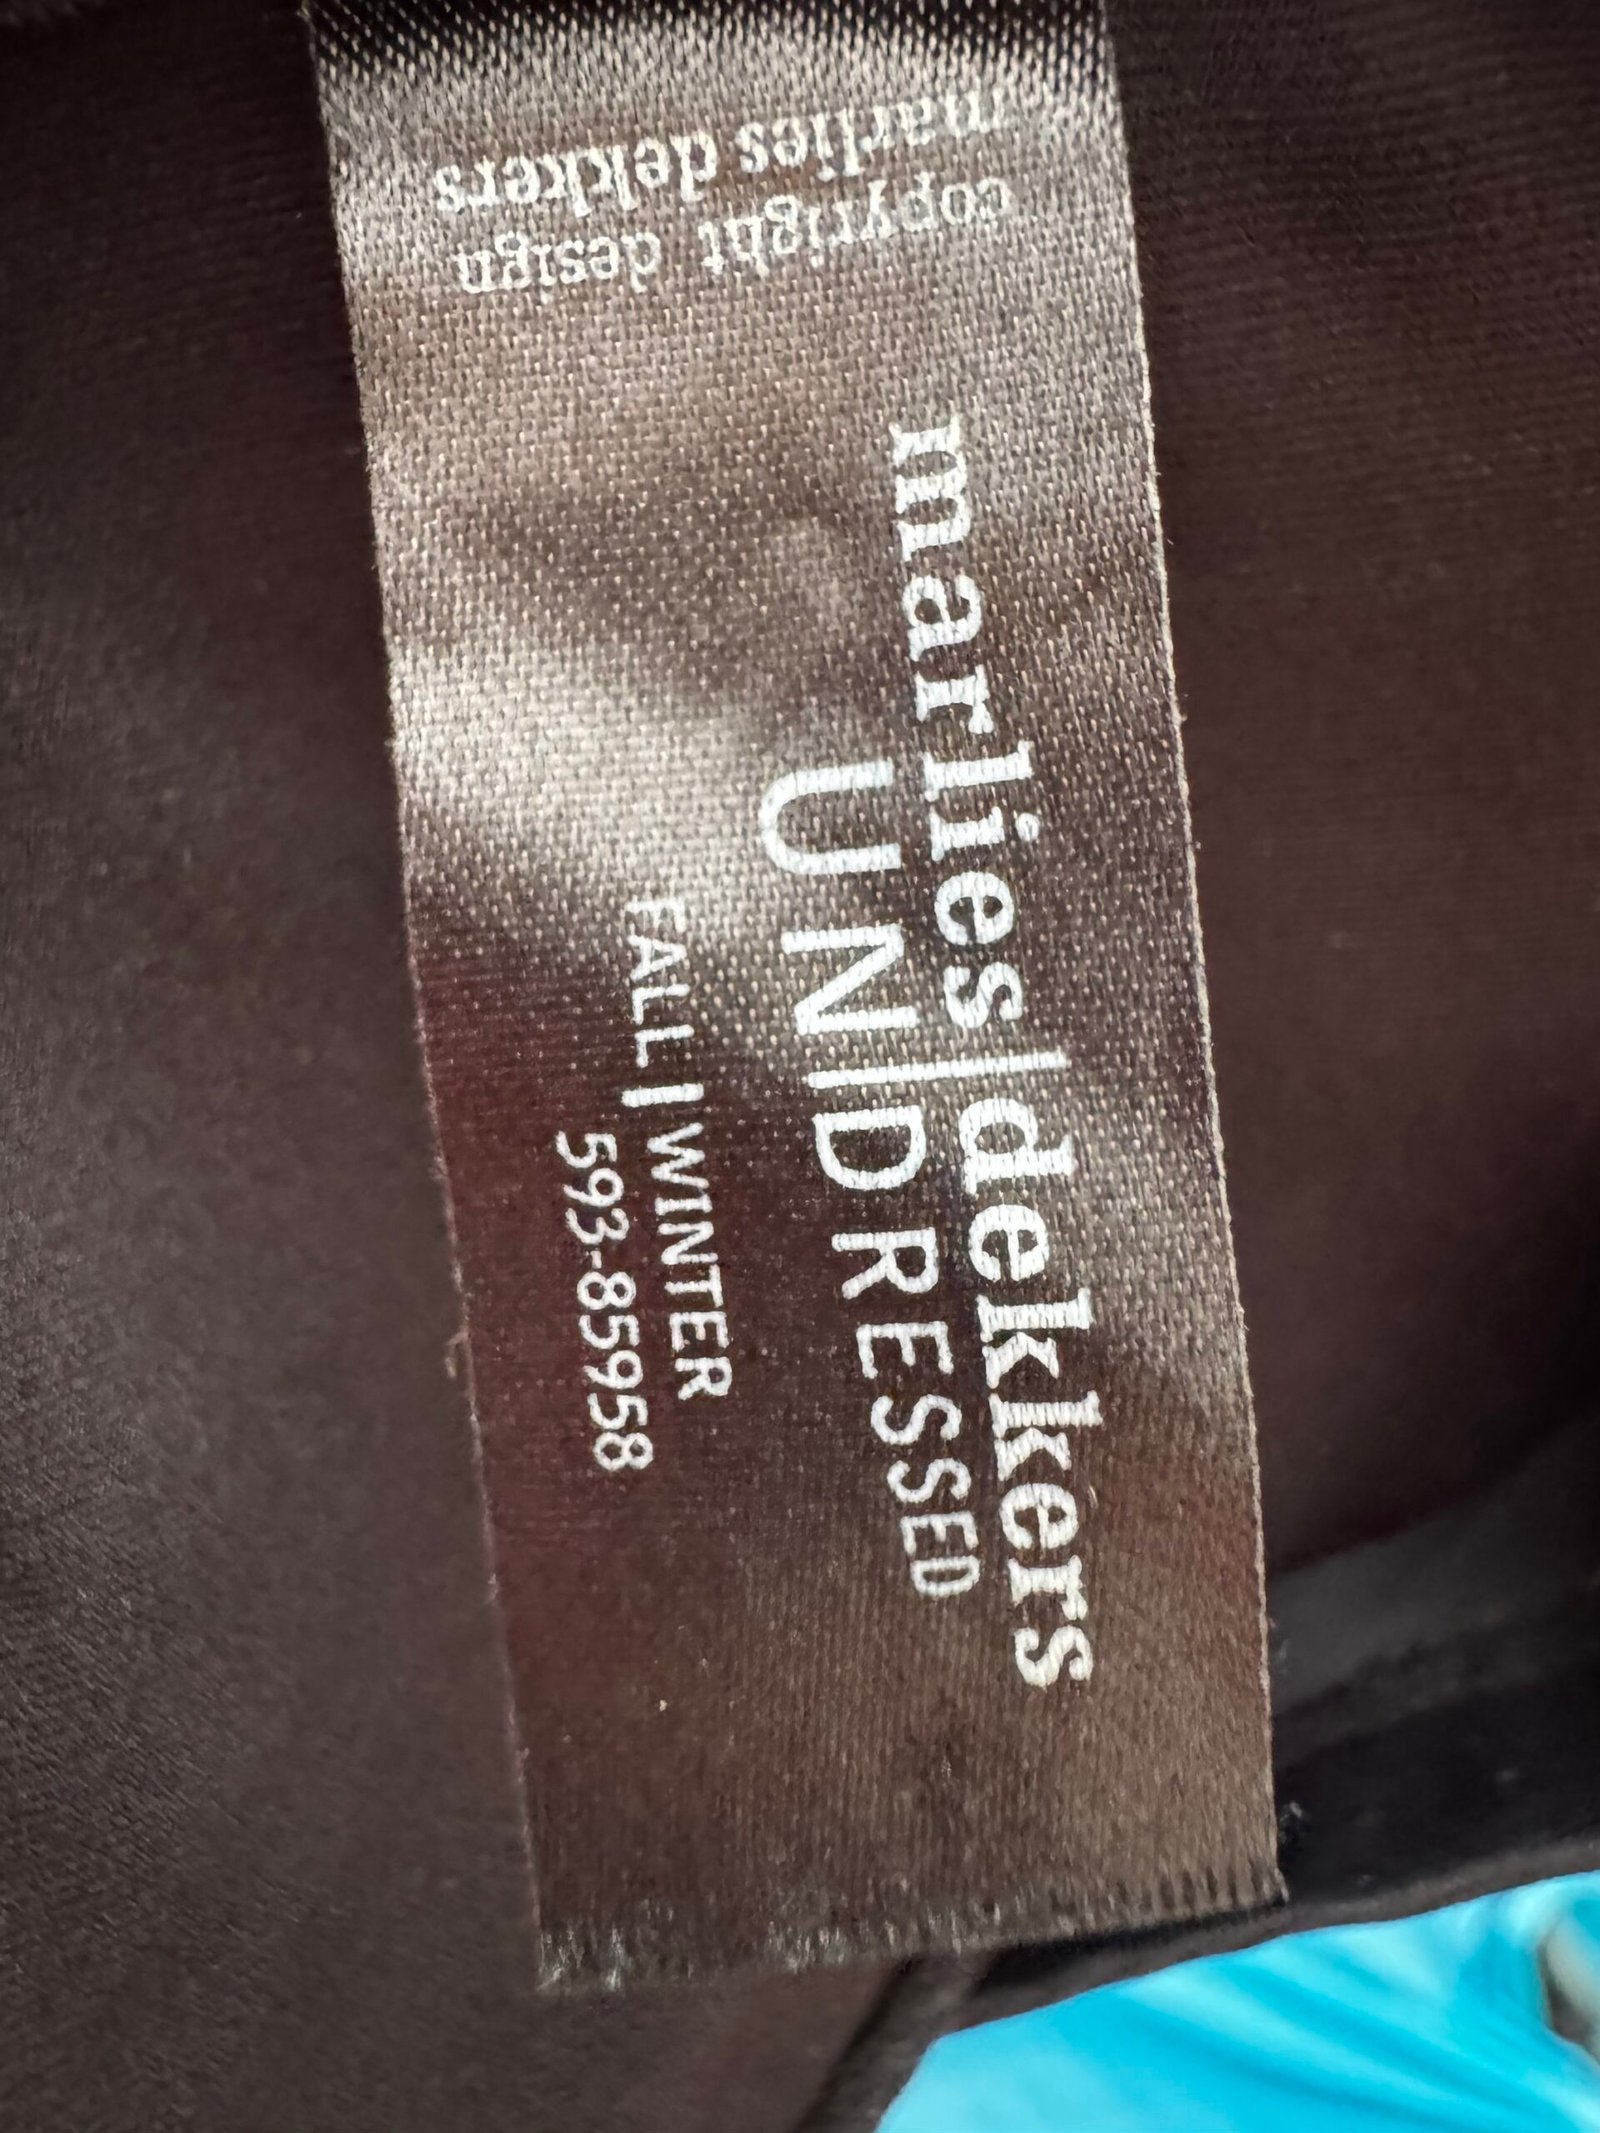 marlies dekkers
copyright design
marlies|dekkers
UN|DRESSED
FALL | WINTER
593-85958